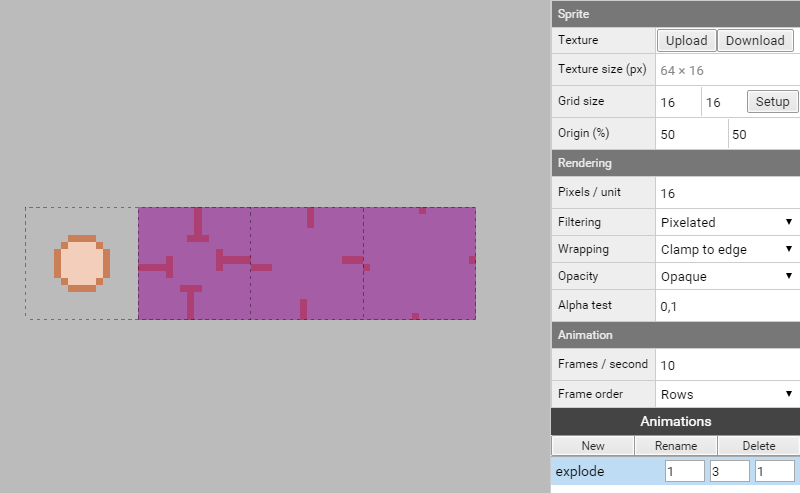 Sprite
Texture Upload Download
Texture size (px) 64 × 16
Grid size 16 16 Setup
Origin (%) 50 50
Rendering
Pixels / unit 16
Filtering Pixelated
Wrapping Clamp to edge
Opacity Opaque
Alpha test 0,1
Animation
Frames / second 10
Frame order Rows
Animations
New Rename Delete
explode 1 3 1